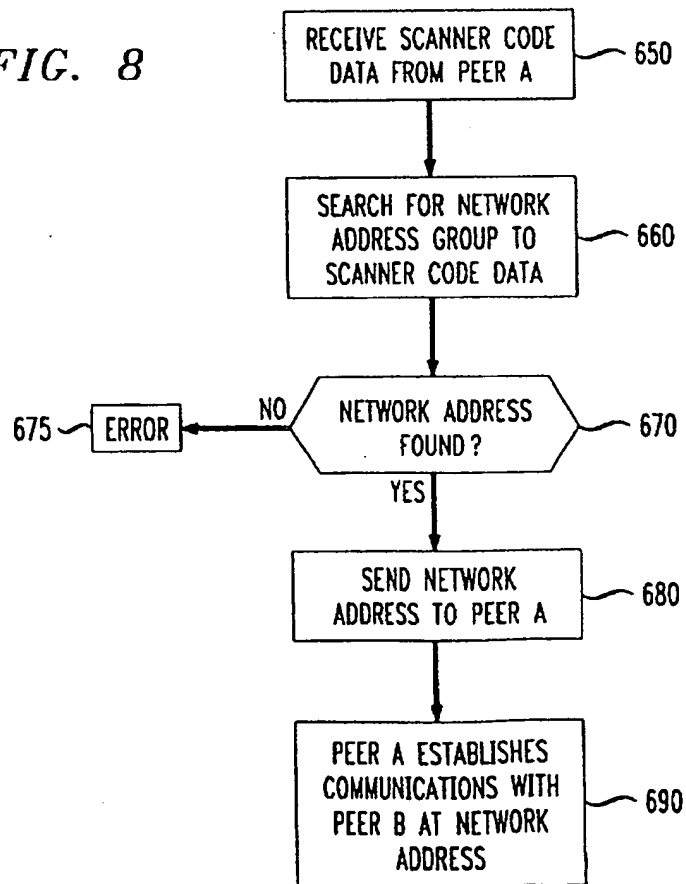 FIG. 8
RECEIVE SCANNER CODE
DATA FROM PEER A
650
SEARCH FOR NETWORK
ADDRESS GROUP TO
SCANNER CODE DATA
660
NETWORK ADDRESS
FOUND?
670
NO
675
ERROR
YES
SEND NETWORK
ADDRESS TO PEER A
680
PEER A ESTABLISHES
COMMUNICATIONS WITH
PEER B AT NETWORK
ADDRESS
690